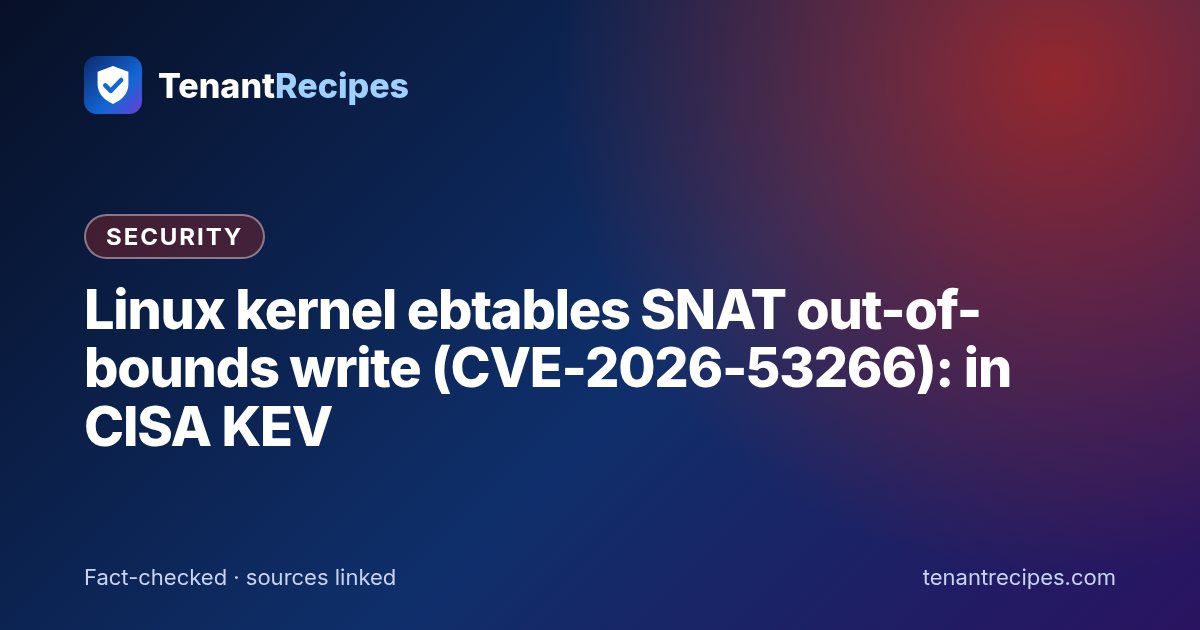 TenantRecipes
SECURITY
Linux kernel ebtables SNAT out-of-
bounds write (CVE-2026-53266): in
CISA KEV
Fact-checked · sources linked
tenantrecipes.com